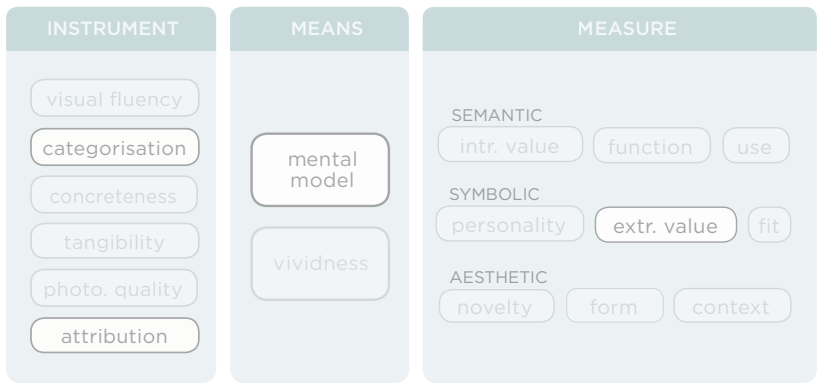 INSTRUMENT
MEANS
MEASURE
visual fluency
categorisation
concreteness
tangibility
photo. quality
attribution
mental
model
vividness
SEMANTIC
intr. value
function
use
SYMBOLIC
personality
extr. value
fit
AESTHETIC
novelty
form
context